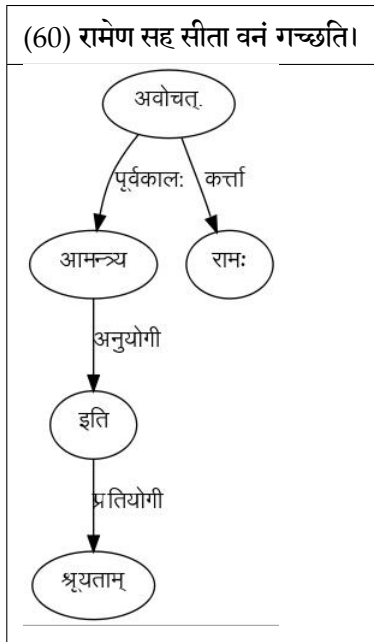 (60) रामेण सह सीता वनं गच्छति।
अवोचत्.
पूर्वकालः कर्त्ता
आमन्त्र्य रामः
अनुयोगी
इति
प्रतियोगी
श्रूयताम्